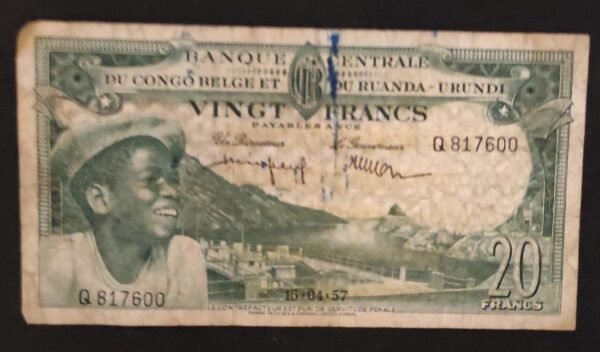 BANQUE CENTRALE
DU CONGO BELGE ET DU RUANDA-URUNDI
VINGT FRANCS
PAYABLES A VUE
Un Directeur Le Gouverneur
Q 817600
Q 817600
15-04-57
20
FRANCS
LE CONTREFACTEUR EST PUNI DE SERVITUDE PENALE